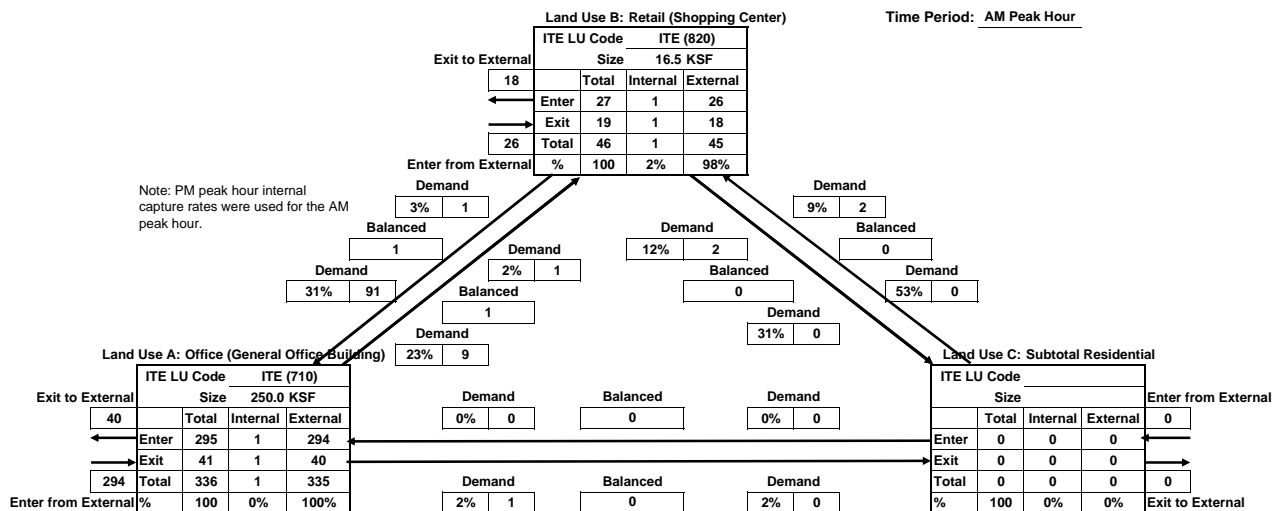 Land Use B: Retail (Shopping Center)
Time Period: AM Peak Hour
ITE LU Code ITE (820)
Exit to External Size 16.5 KSF
18 Total Internal External
Enter 27 1 26
Exit 19 1 18
26 Total 46 1 45
Enter from External % 100 2% 98%
Note: PM peak hour internal
capture rates were used for the AM
peak hour.
Demand
3% 1
Balanced
1
Demand
31% 91
Demand
2% 1
Balanced
1
Demand
23% 9
Demand
12% 2
Balanced
0
Demand
31% 0
Demand
9% 2
Balanced
0
Demand
53% 0
Land Use A: Office (General Office Building)
ITE LU Code ITE (710)
Exit to External Size 250.0 KSF
40 Total Internal External
Enter 295 1 294
Exit 41 1 40
294 Total 336 1 335
Enter from External % 100 0% 100%
Demand Balanced Demand
0% 0 0 0% 0
Demand Balanced Demand
2% 1 0 2% 0
Land Use C: Subtotal Residential
ITE LU Code
Size Enter from External
Total Internal External 0
Enter 0 0 0
Exit 0 0 0
Total 0 0 0 0
% 100 0% 0% Exit to External